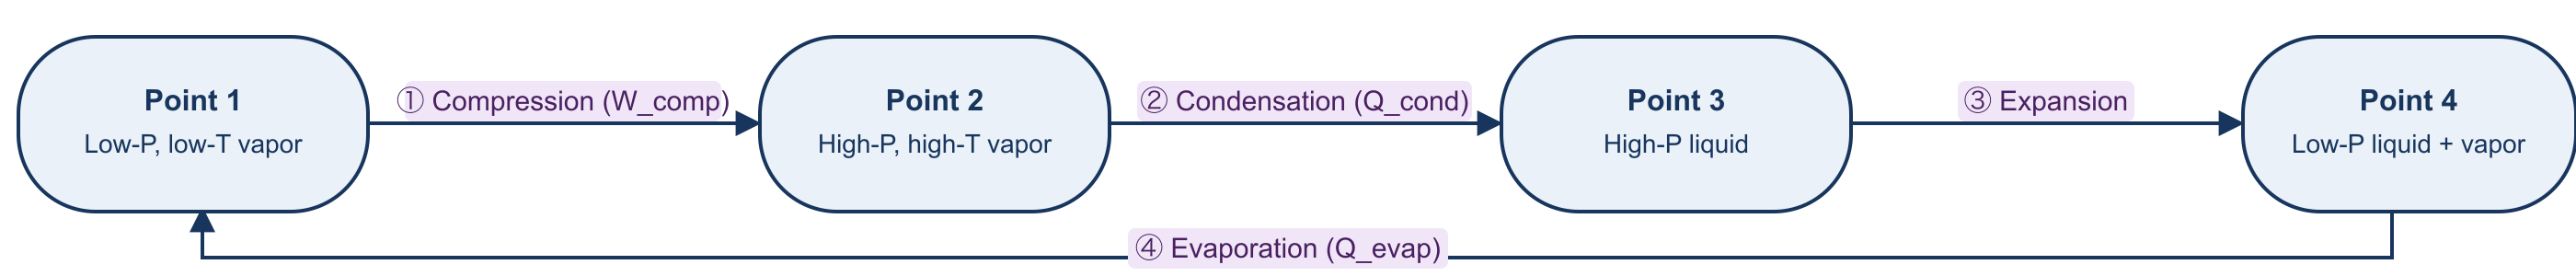 Point 1
Low-P, low-T vapor
① Compression (W_comp)
Point 2
High-P, high-T vapor
② Condensation (Q_cond)
Point 3
High-P liquid
③ Expansion
Point 4
Low-P liquid + vapor
④ Evaporation (Q_evap)